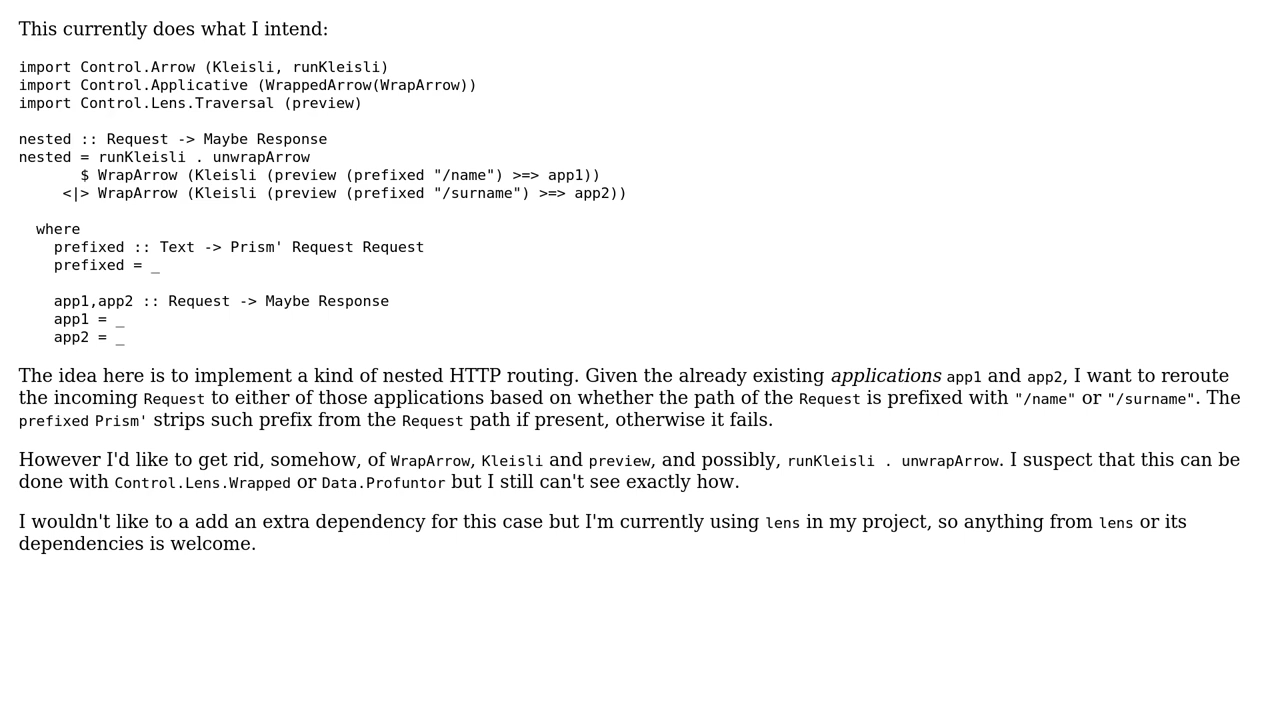 This currently does what I intend:
import Control.Arrow (Kleisli, runKleisli)
import Control.Applicative (WrappedArrow(WrapArrow))
import Control.Lens.Traversal (preview)
nested :: Request -> Maybe Response
nested = runKleisli . unwrapArrow
       $ WrapArrow (Kleisli (preview (prefixed "/name") >=> app1))
     <|> WrapArrow (Kleisli (preview (prefixed "/surname") >=> app2))
  where
    prefixed :: Text -> Prism' Request Request
    prefixed = _
    app1,app2 :: Request -> Maybe Response
    app1 = _
    app2 = _
The idea here is to implement a kind of nested HTTP routing. Given the already existing applications app1 and app2, I want to reroute
the incoming Request to either of those applications based on whether the path of the Request is prefixed with "/name" or "/surname". The
prefixed Prism' strips such prefix from the Request path if present, otherwise it fails.
However I'd like to get rid, somehow, of WrapArrow, Kleisli and preview, and possibly, runKleisli . unwrapArrow. I suspect that this can be
done with Control.Lens.Wrapped or Data.Profuntor but I still can't see exactly how.
I wouldn't like to a add an extra dependency for this case but I'm currently using lens in my project, so anything from lens or its
dependencies is welcome.